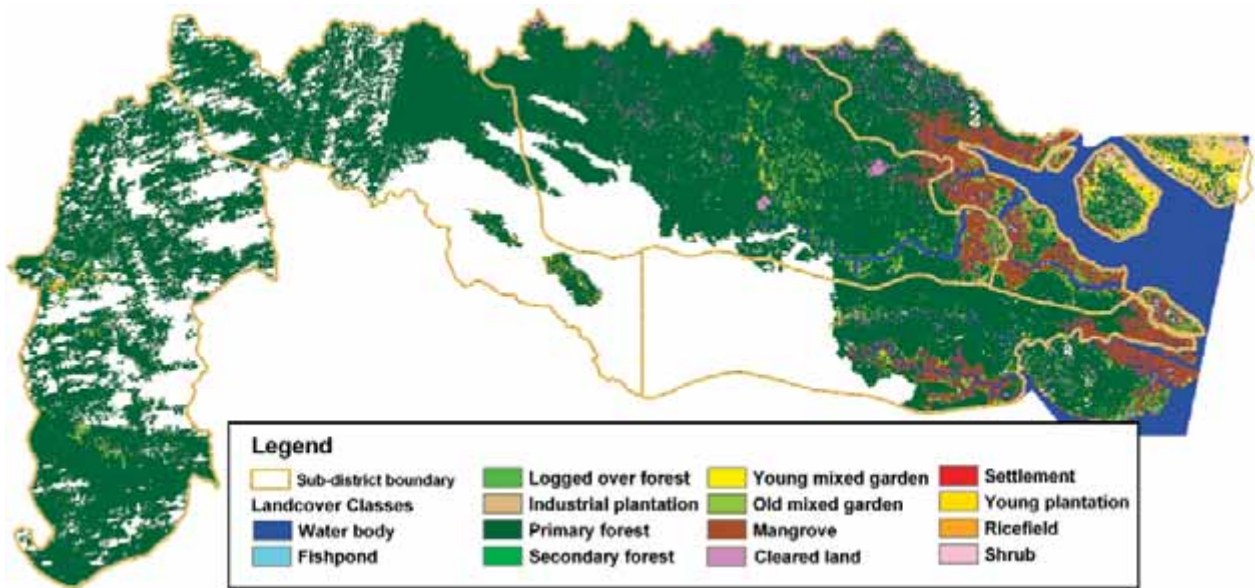 Legend
Sub-district boundary
Landcover Classes
Water body
Fishpond
Logged over forest
Industrial plantation
Primary forest
Secondary forest
Young mixed garden
Old mixed garden
Mangrove
Cleared land
Settlement
Young plantation
Ricefield
Shrub